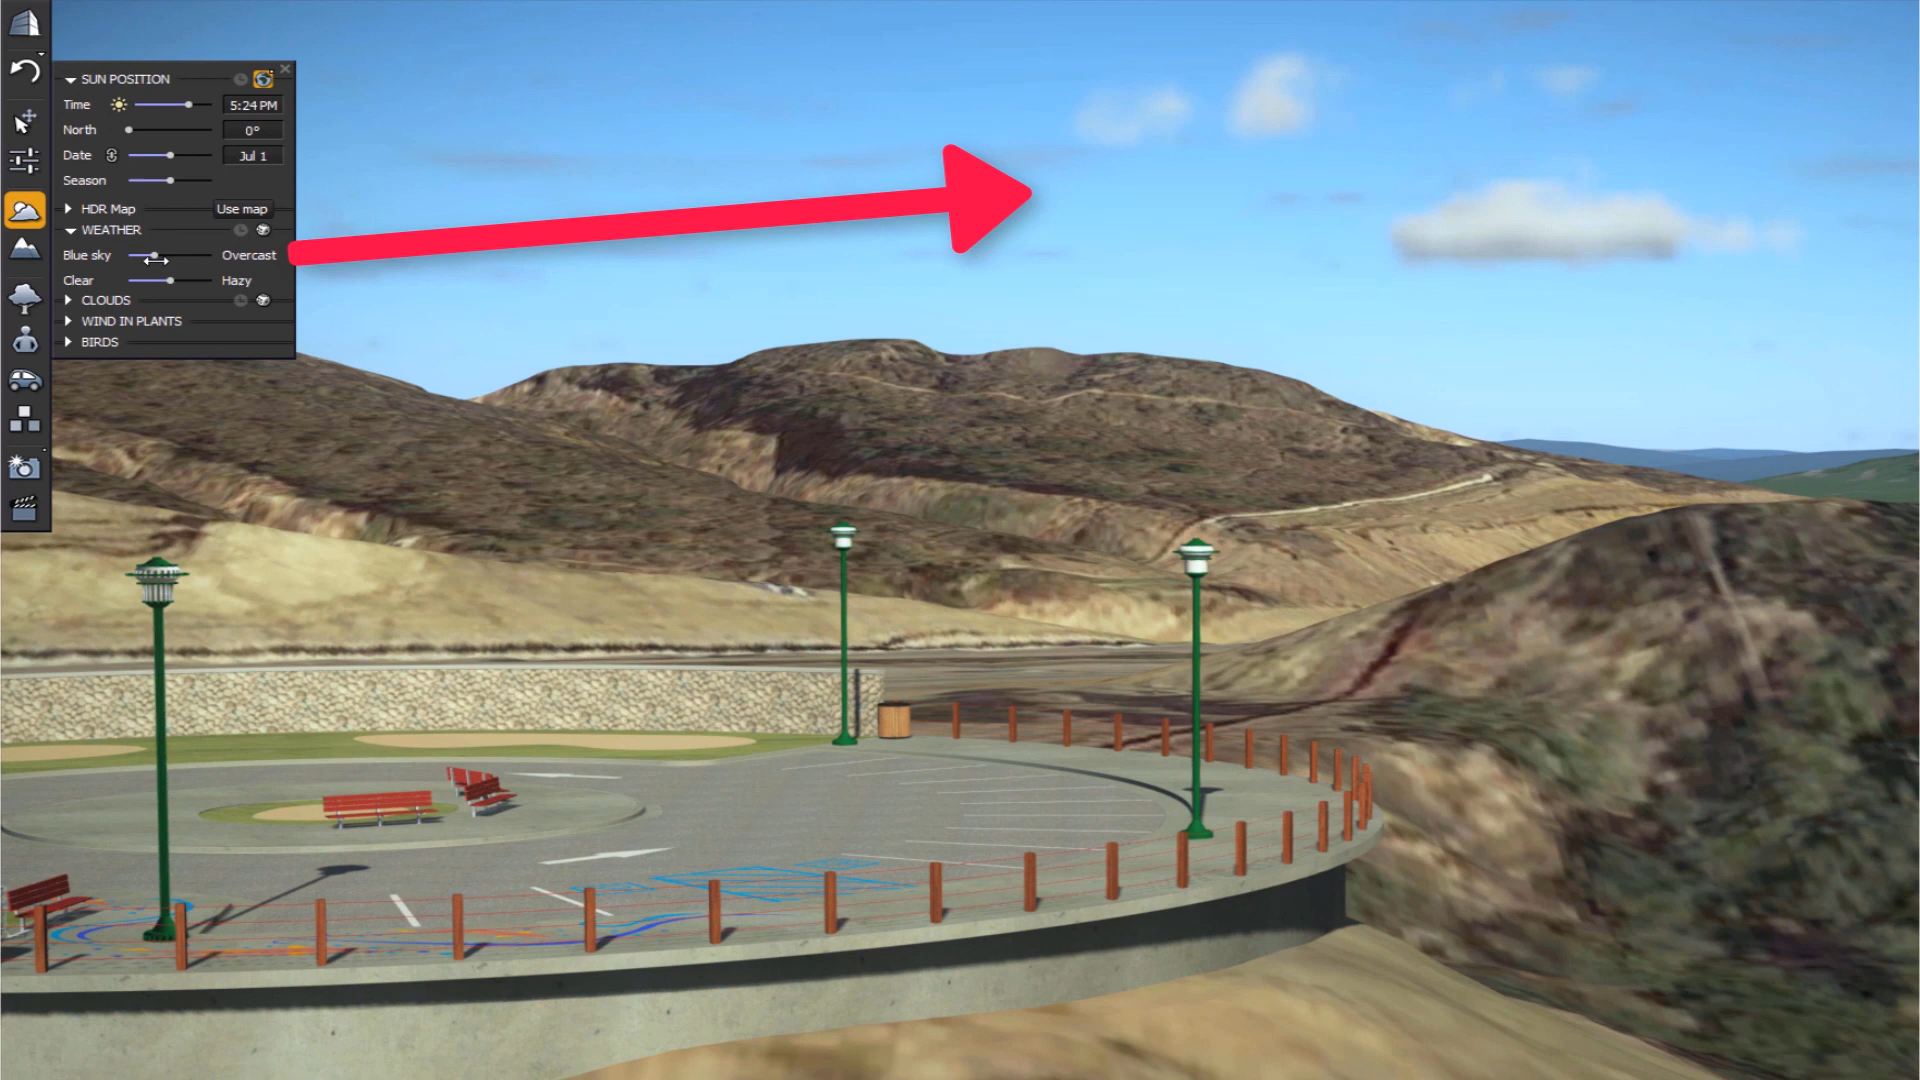 SUN POSITION
Time 5:24 PM
North 0°
Date Jul 1
Season
HDR Map Use map
WEATHER
Blue sky Overcast
Clear Hazy
CLOUDS
WIND IN PLANTS
BIRDS